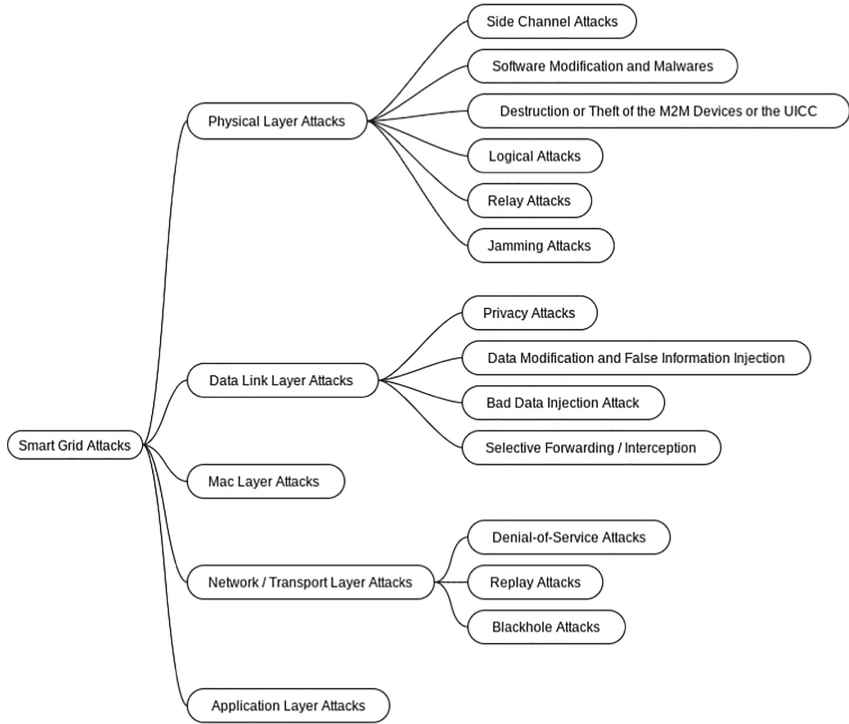 Side Channel Attacks
Software Modification and Malwares
Physical Layer Attacks
Destruction or Theft of the M2M Devices or the UICC
Logical Attacks
Relay Attacks
Jamming Attacks
Privacy Attacks
Data Link Layer Attacks
Data Modification and False Information Injection
Bad Data Injection Attack
Selective Forwarding / Interception
Smart Grid Attacks
Mac Layer Attacks
Denial-of-Service Attacks
Network / Transport Layer Attacks
Replay Attacks
Blackhole Attacks
Application Layer Attacks